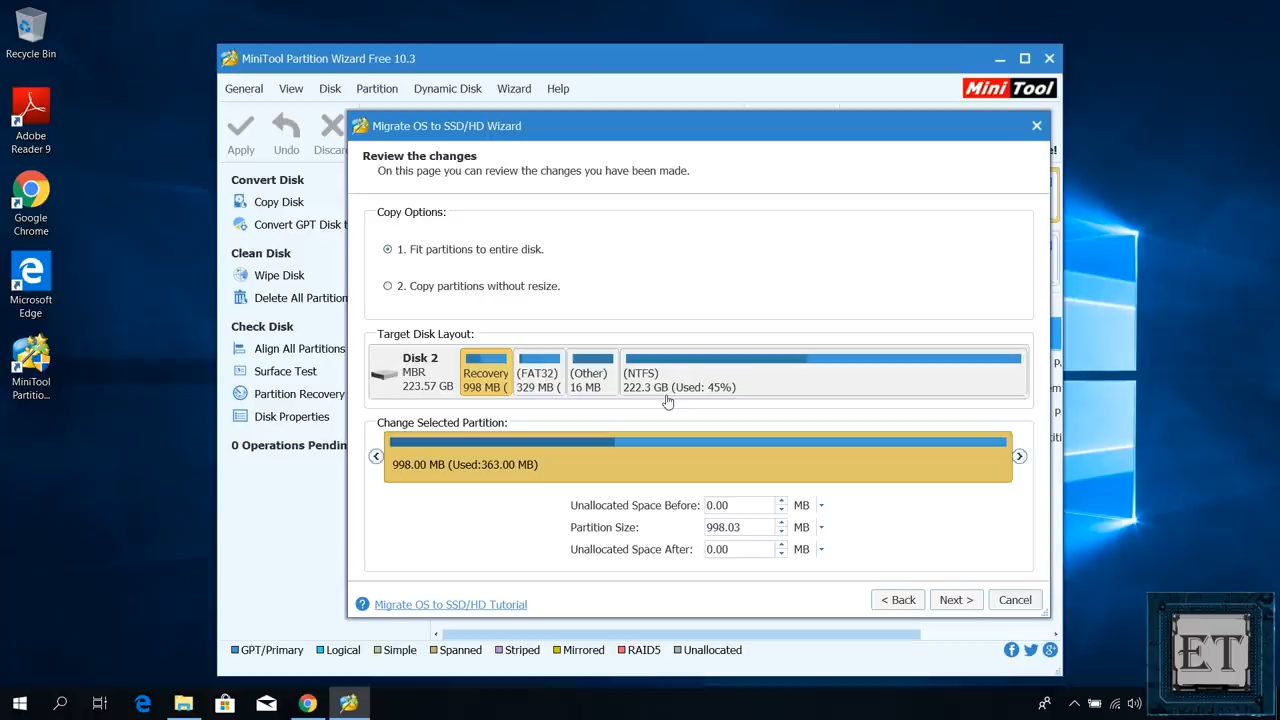 Recycle Bin
Adobe
Reader 9
Google
Chrome
Microsoft
Edge
MiniTool
Partitio...
MiniTool Partition Wizard Free 10.3
General View Disk Partition Dynamic Disk Wizard Help
Mini Tool
Apply Undo Discar
Convert Disk
Copy Disk
Convert GPT Disk t
Clean Disk
Wipe Disk
Delete All Partition
Check Disk
Align All Partitions
Surface Test
Partition Recovery
Disk Properties
0 Operations Pendin
Migrate OS to SSD/HD Wizard
Review the changes
On this page you can review the changes you have been made.
Copy Options:
1. Fit partitions to entire disk.
2. Copy partitions without resize.
Target Disk Layout:
Disk 2
MBR
223.57 GB
Recovery
998 MB (
(FAT32)
329 MB (
(Other)
16 MB
(NTFS)
222.3 GB (Used: 45%)
Change Selected Partition:
998.00 MB (Used:363.00 MB)
Unallocated Space Before: 0.00 MB
Partition Size: 998.03 MB
Unallocated Space After: 0.00 MB
Migrate OS to SSD/HD Tutorial
< Back Next > Cancel
GPT/Primary Logical Simple Spanned Striped Mirrored RAID5 Unallocated
ET